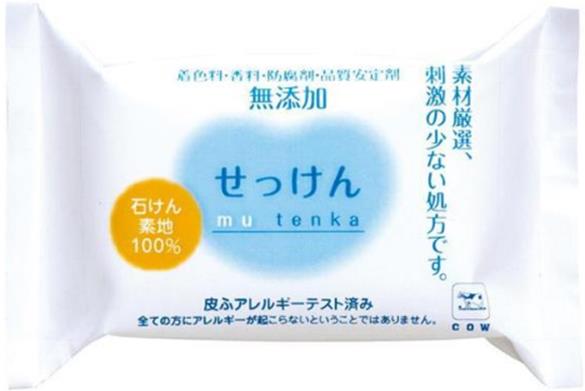 着色料・香料・防腐剤・品質安定剤
無添加
せっけん
mu tenka
石けん
素地
100%
素材厳選、
刺激の少ない処方です。
皮ふアレルギーテスト済み
全ての方にアレルギーが起こらないということではありません。
COW